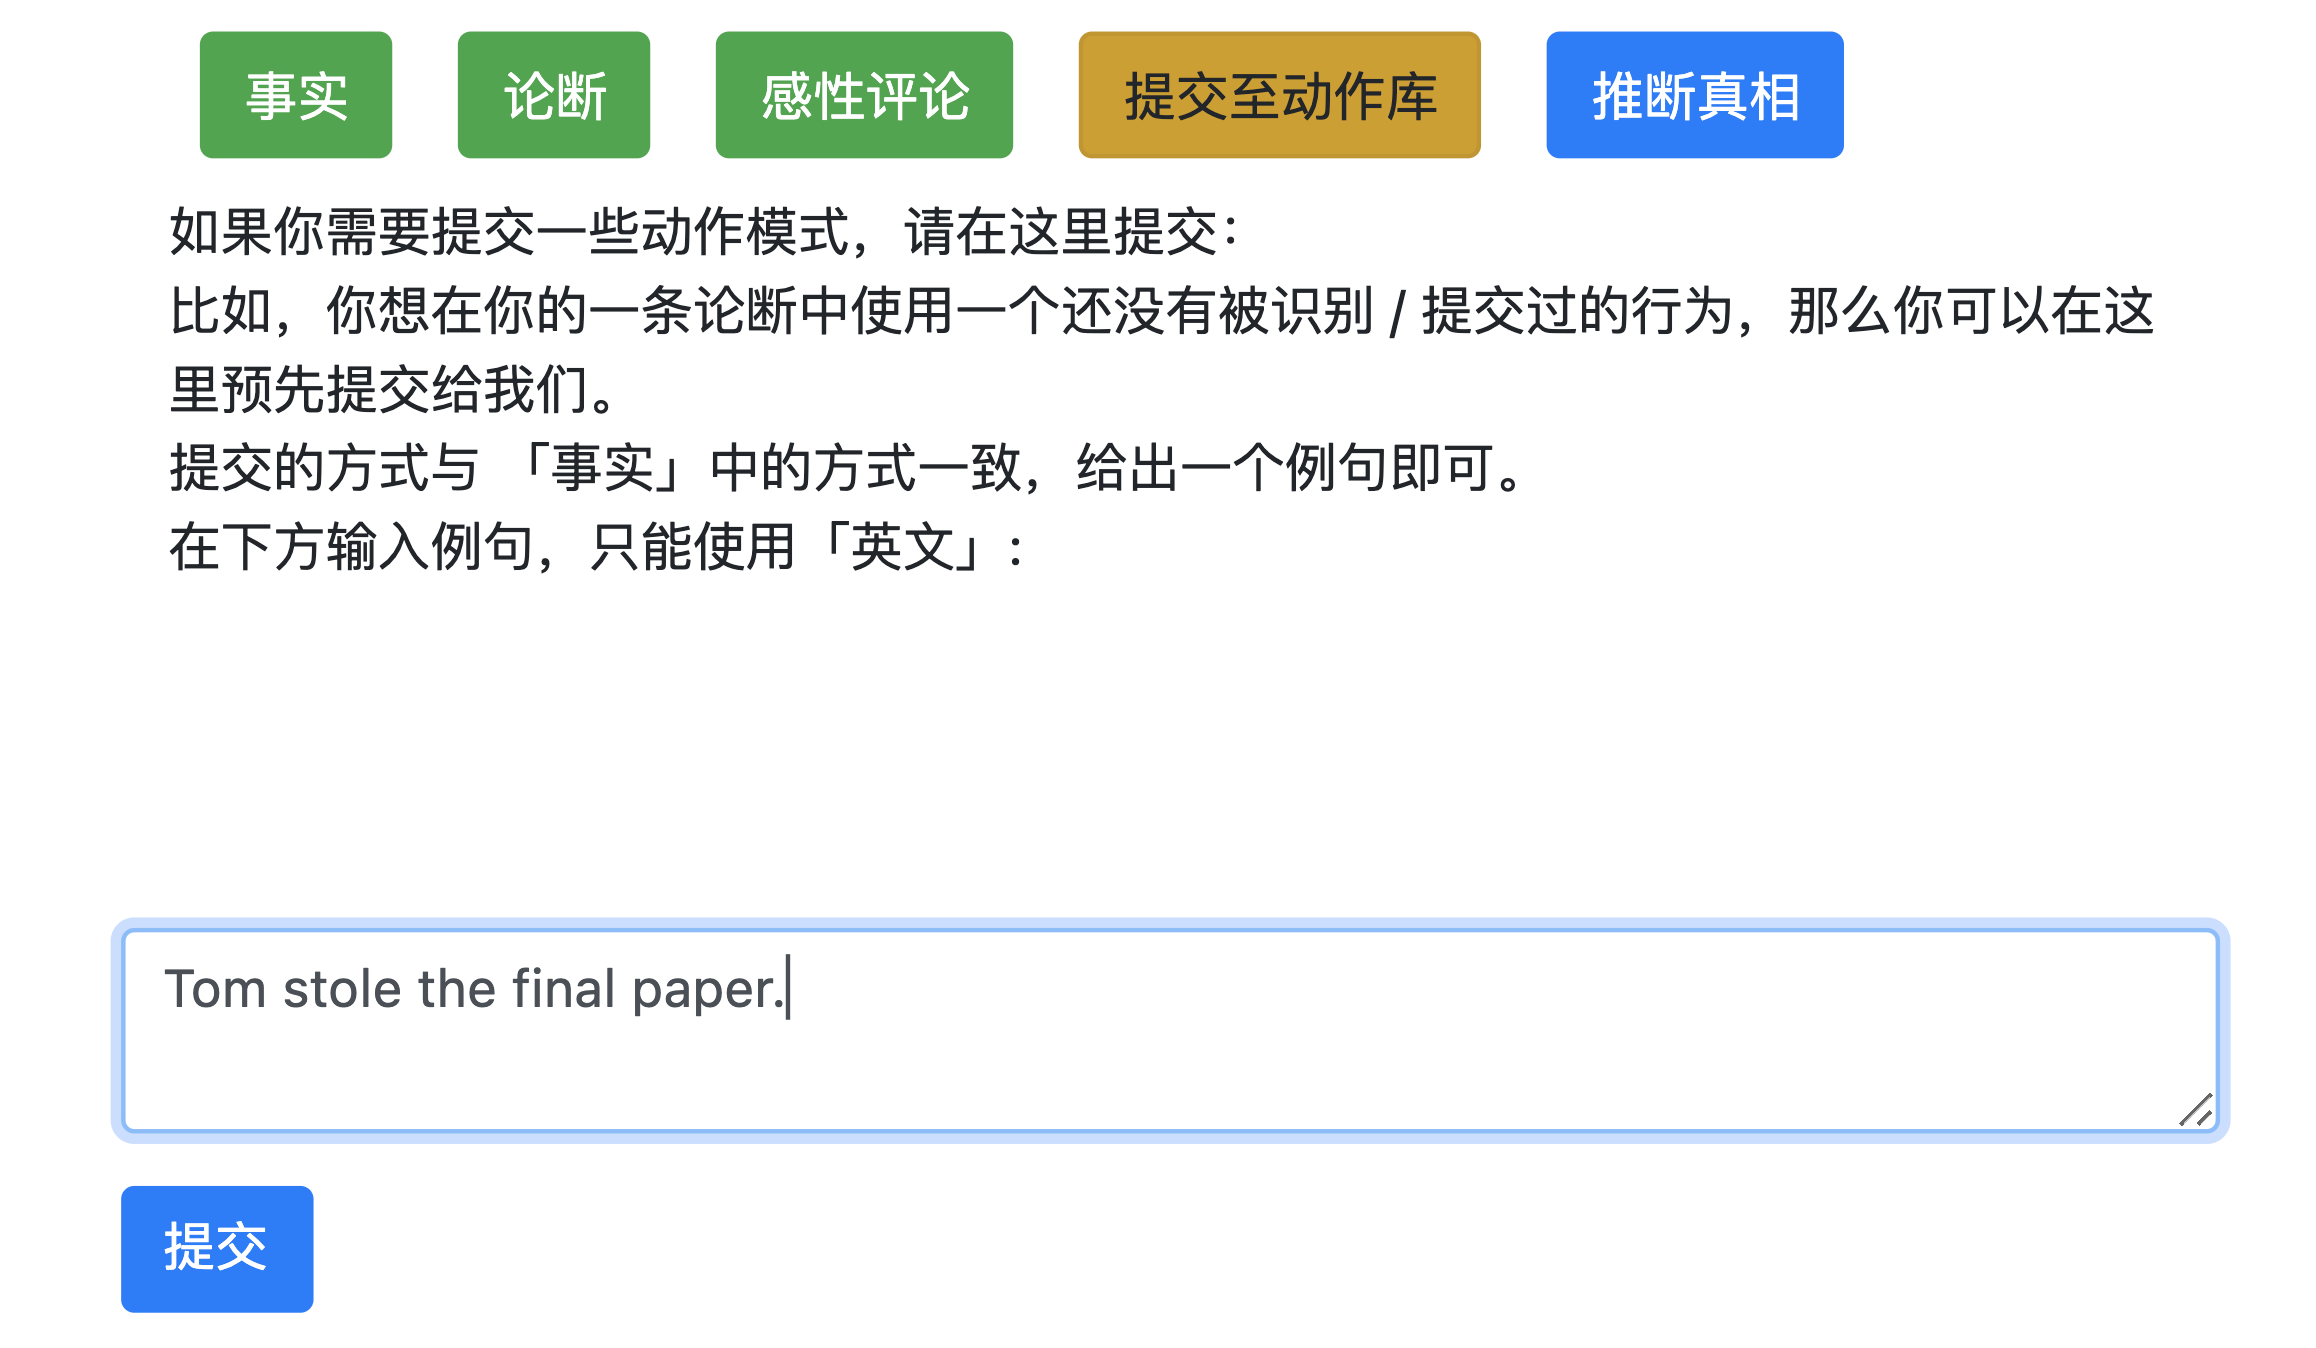 事实 论断 感性评论 提交至动作库 推断真相
如果你需要提交一些动作模式，请在这里提交：
比如，你想在你的一条论断中使用一个还没有被识别 / 提交过的行为，那么你可以在这
里预先提交给我们。
提交的方式与 「事实」中的方式一致，给出一个例句即可。
在下方输入例句，只能使用「英文」：
Tom stole the final paper.
提交